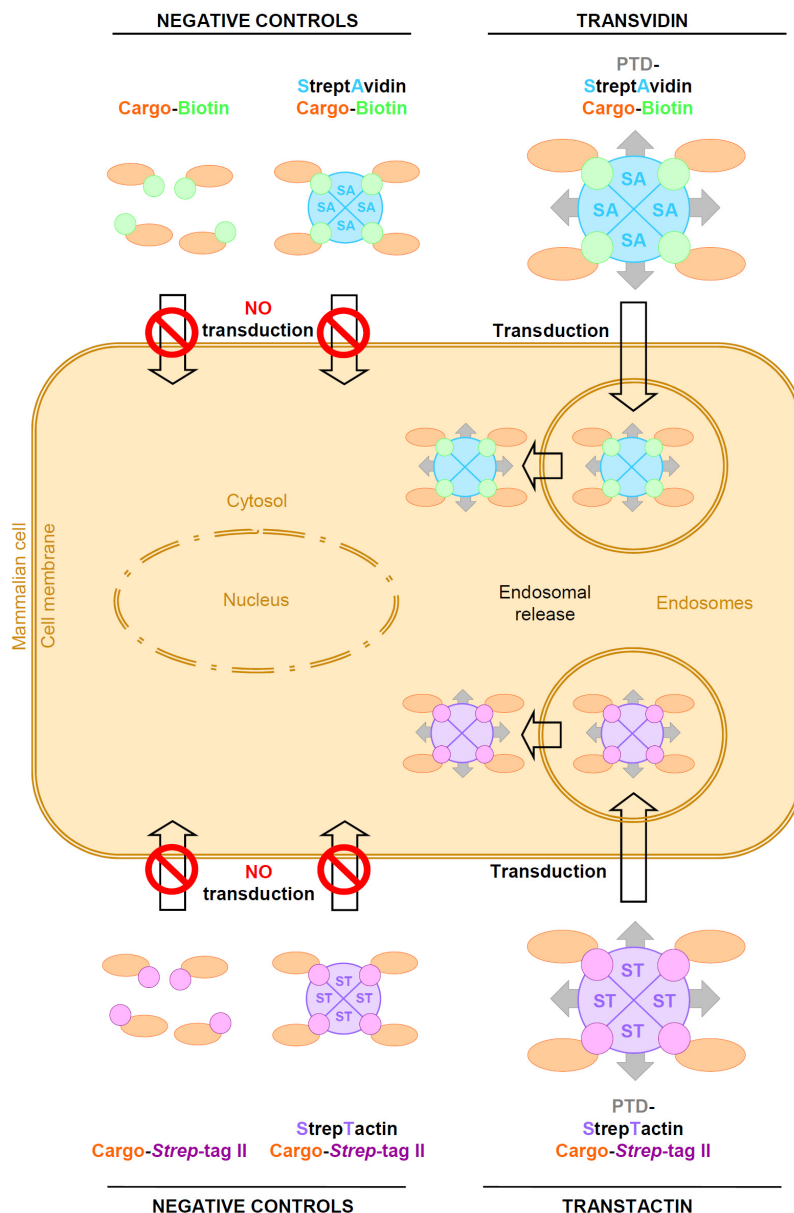 NEGATIVE CONTROLS
TRANSVIDIN
Cargo-Biotin
StreptAvidin
Cargo-Biotin
PTD-
StreptAvidin
Cargo-Biotin
SA
SA
SA
SA
SA
SA
SA
SA
NO
transduction
Transduction
Mammalian cell
Cell membrane
Cytosol
Nucleus
Endosomal
release
Endosomes
NO
transduction
Transduction
ST
ST
ST
ST
ST
ST
ST
ST
Cargo-Strep-tag II
StrepTactin
Cargo-Strep-tag II
PTD-
StrepTactin
Cargo-Strep-tag II
NEGATIVE CONTROLS
TRANSTACTIN